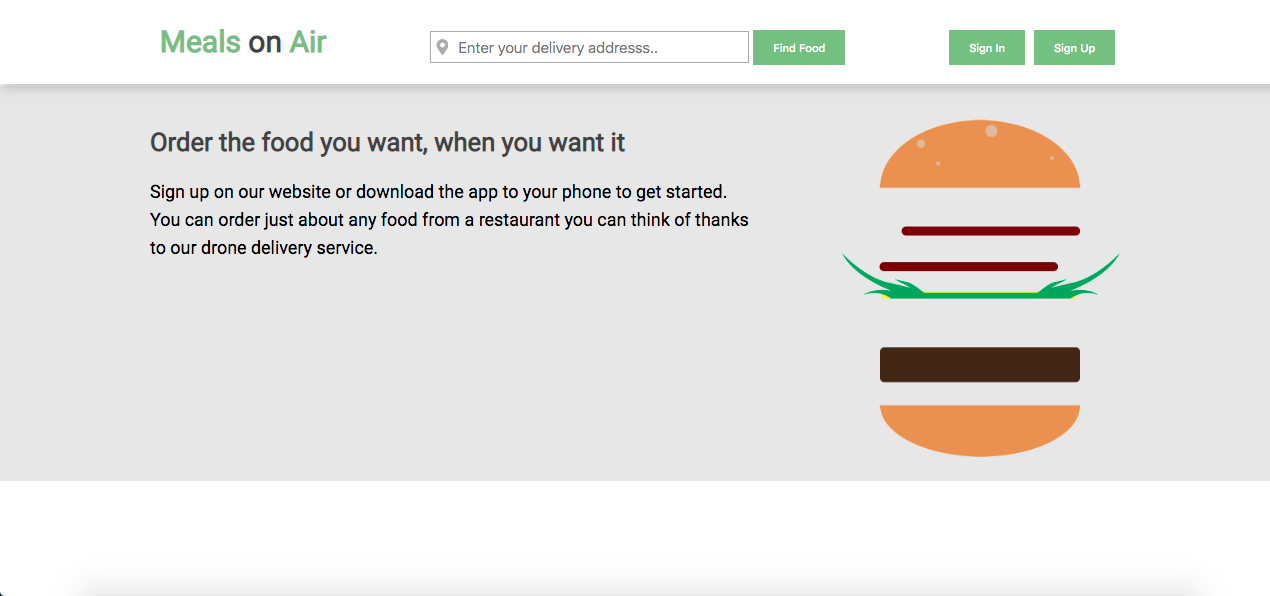 Meals on Air
Enter your delivery addresss..
Find Food
Sign In
Sign Up
Order the food you want, when you want it
Sign up on our website or download the app to your phone to get started.
You can order just about any food from a restaurant you can think of thanks
to our drone delivery service.